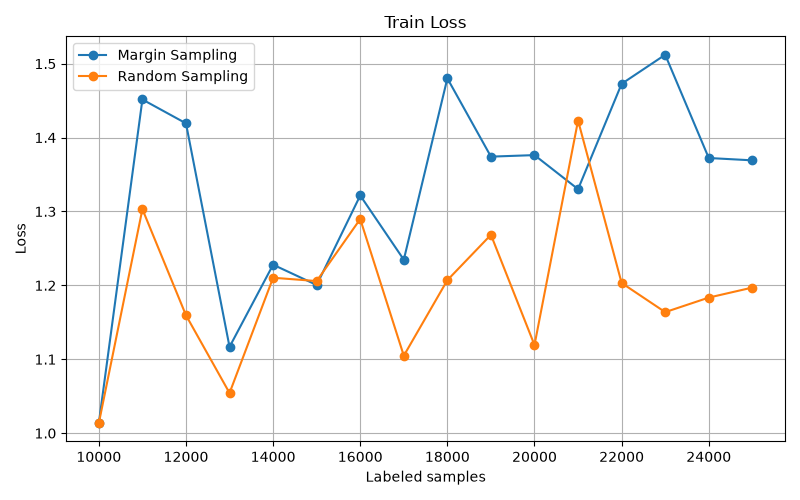 Train Loss
Margin Sampling
Random Sampling
1.5
1.4
1.3
1.2
1.1
1.0
Loss
10000 12000 14000 16000 18000 20000 22000 24000
Labeled samples